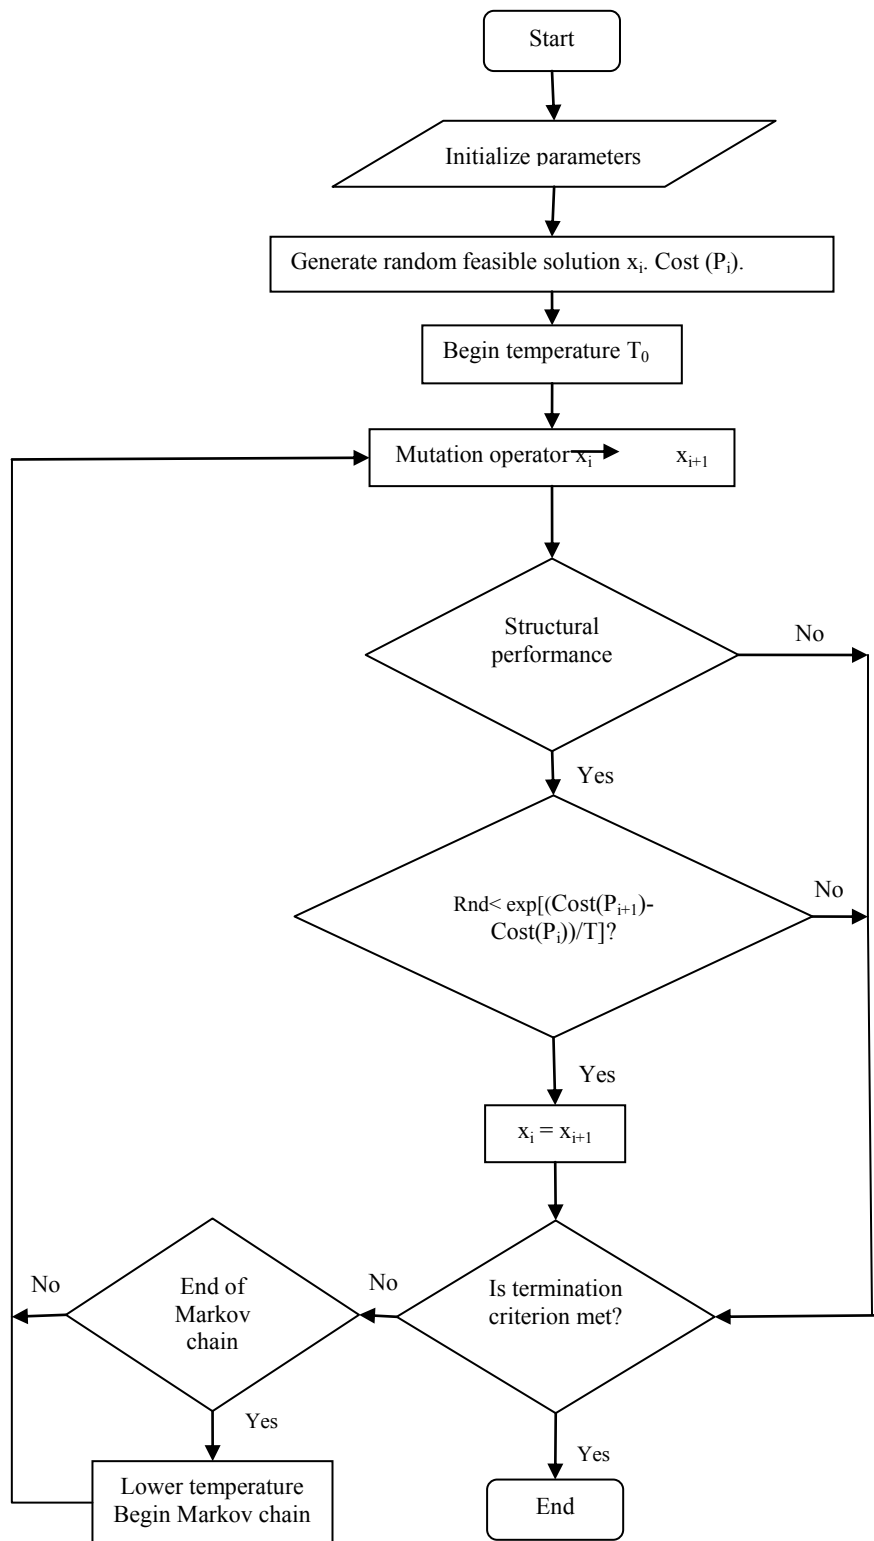 Start
Initialize parameters
Generate random feasible solution xᵢ. Cost (Pᵢ).
Begin temperature T₀
Mutation operator xᵢ → xᵢ₊₁
Structural
performance
No
Yes
Rnd< exp[(Cost(Pᵢ₊₁)-
Cost(Pᵢ))/T]?
No
Yes
xᵢ = xᵢ₊₁
Is termination
criterion met?
No
End of
Markov
chain
No
Yes
Yes
Lower temperature
Begin Markov chain
End